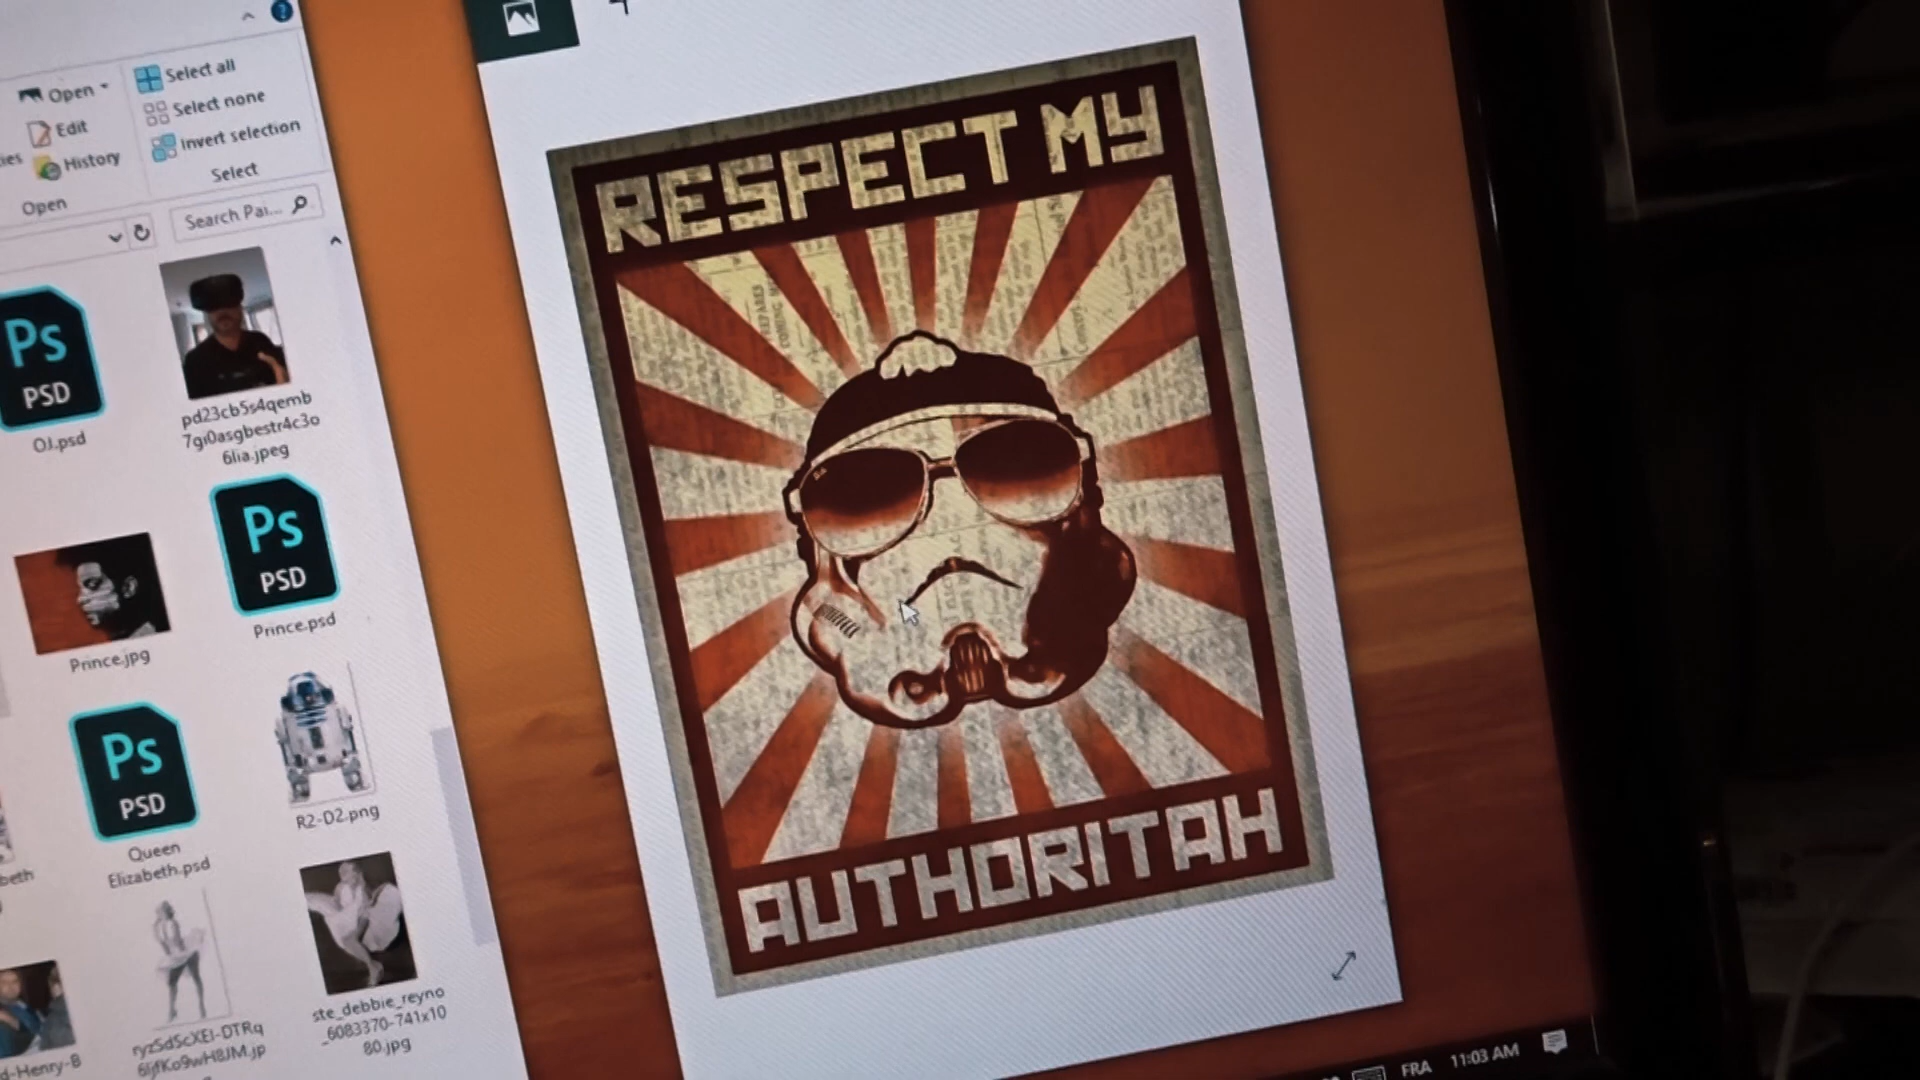 Open
Edit
History
Open
Select all
Select none
Invert selection
Select
Search Pai...
Ps
PSD
OJ.psd
pd23cb5s4qemb
7gi0asgbestr4c3o
6lia.jpeg
Prince.jpg
Ps
PSD
Prince.psd
Ps
PSD
Queen
Elizabeth.psd
R2-D2.png
ste_debbie_reyno
_6083370-741x10
80.jpg
RESPECT MY
AUTHORITAH
FRA
11:03 AM